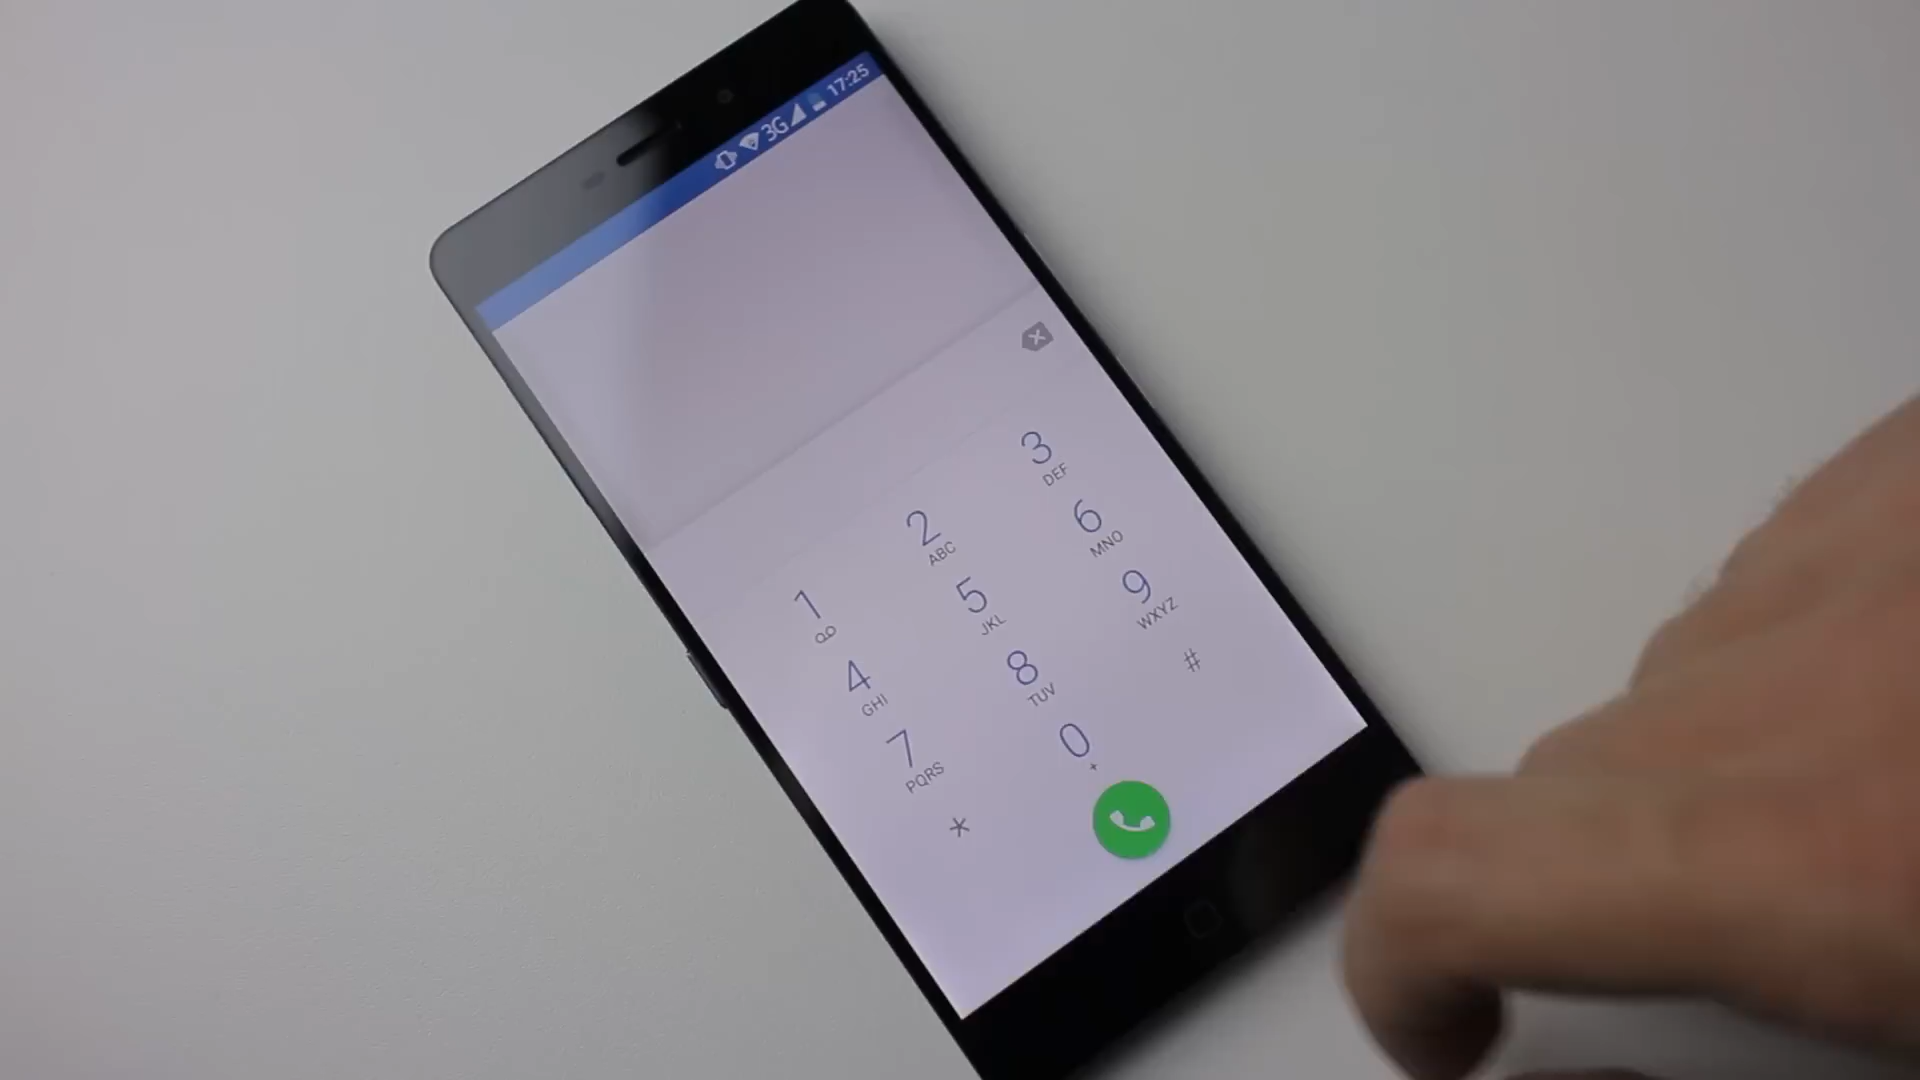 3G 17:25
1 2 3
ABC DEF
4 5 6
GHI JKL MNO
7 8 9
PQRS TUV WXYZ
* 0 #
+